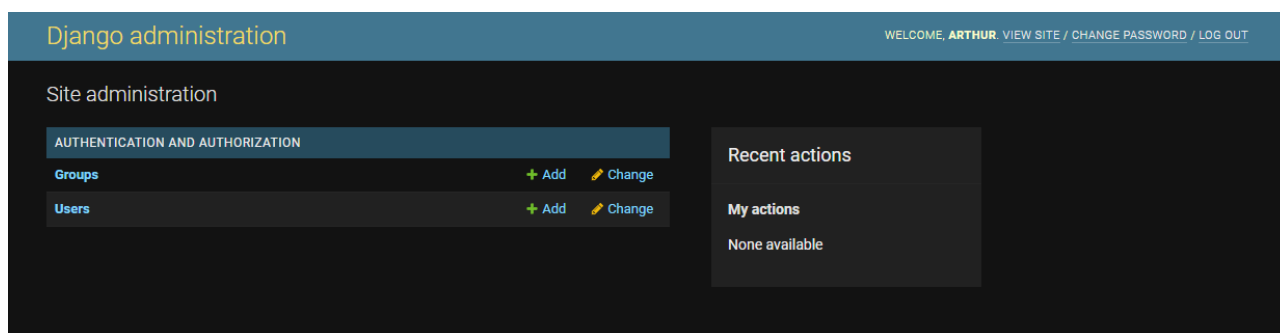 Django administration
WELCOME, ARTHUR. VIEW SITE / CHANGE PASSWORD / LOG OUT
Site administration
AUTHENTICATION AND AUTHORIZATION
Groups + Add Change
Users + Add Change
Recent actions
My actions
None available